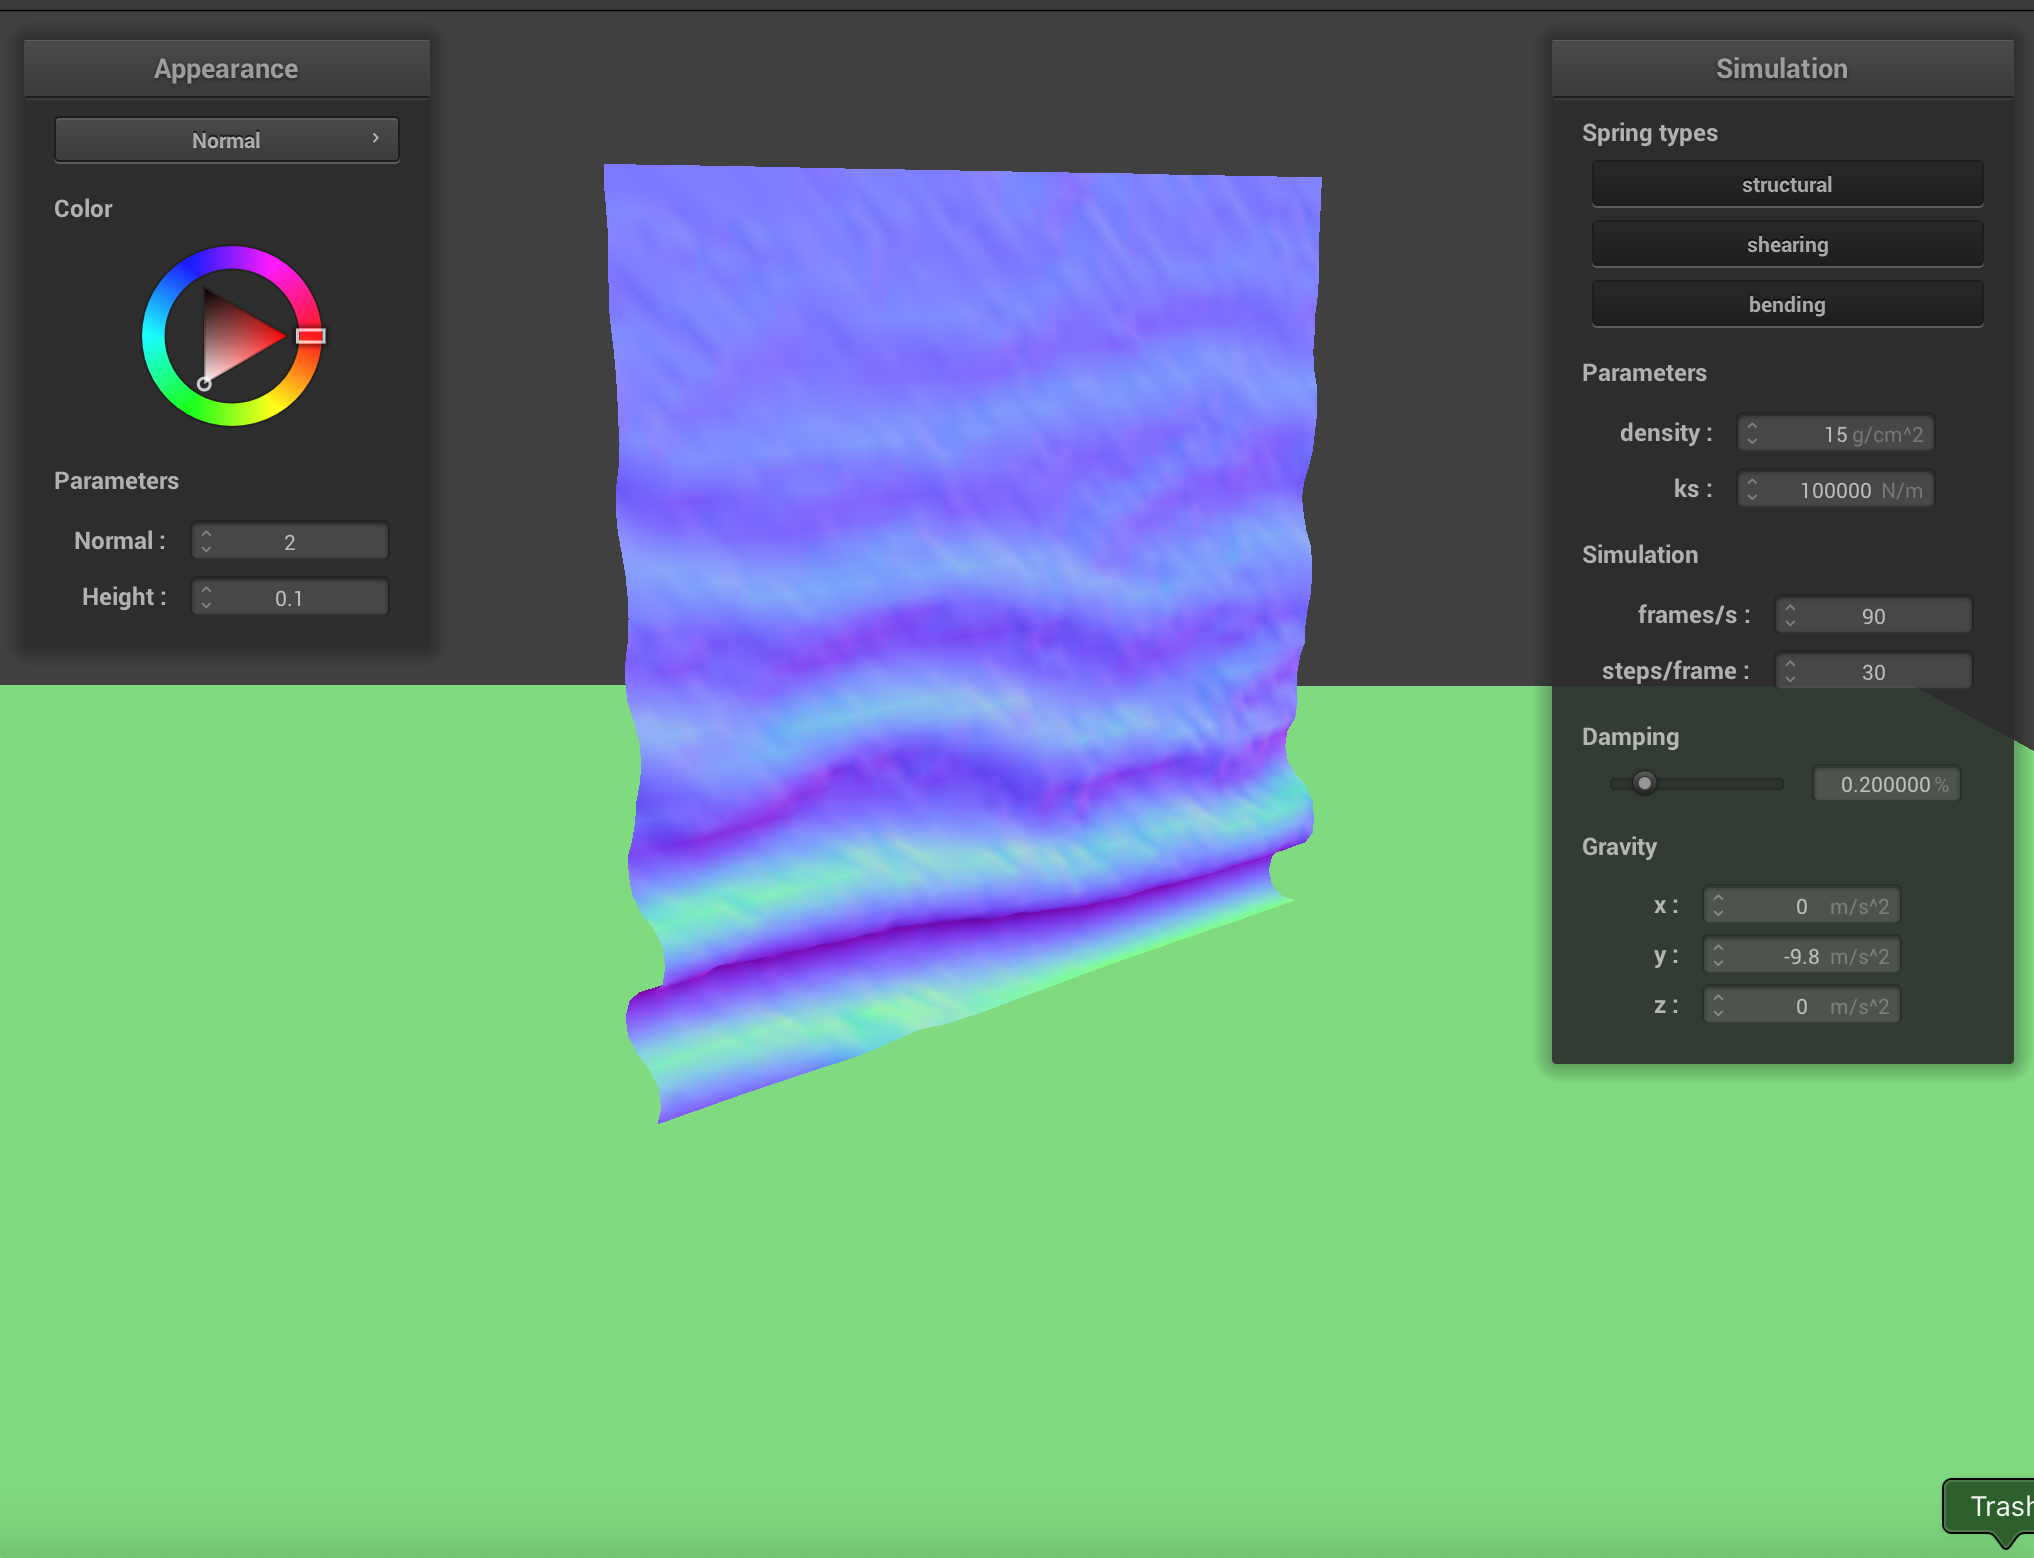 Appearance
Normal
Color
Parameters
Normal : 2
Height : 0.1
Simulation
Spring types
structural
shearing
bending
Parameters
density : 15 g/cm^2
ks : 100000 N/m
Simulation
frames/s : 90
steps/frame : 30
Damping
0.200000 %
Gravity
x : 0 m/s^2
y : -9.8 m/s^2
z : 0 m/s^2
Trash